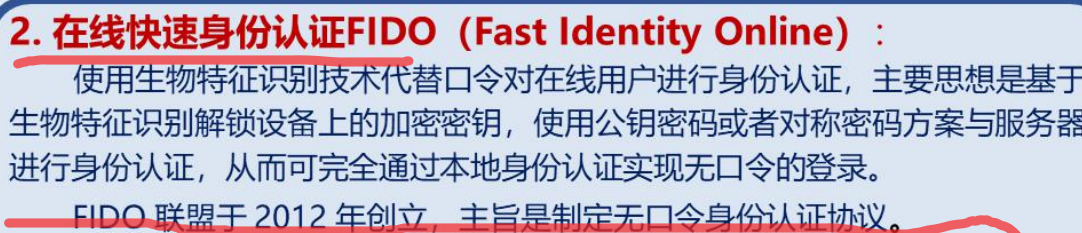 2. 在线快速身份认证FIDO（Fast Identity Online）:
使用生物特征识别技术代替口令对在线用户进行身份认证，主要思想是基于
生物特征识别解锁设备上的加密密钥，使用公钥密码或者对称密码方案与服务器
进行身份认证，从而可完全通过本地身份认证实现无口令的登录。
FIDO 联盟于 2012 年创立，主旨是制定无口令身份认证协议。